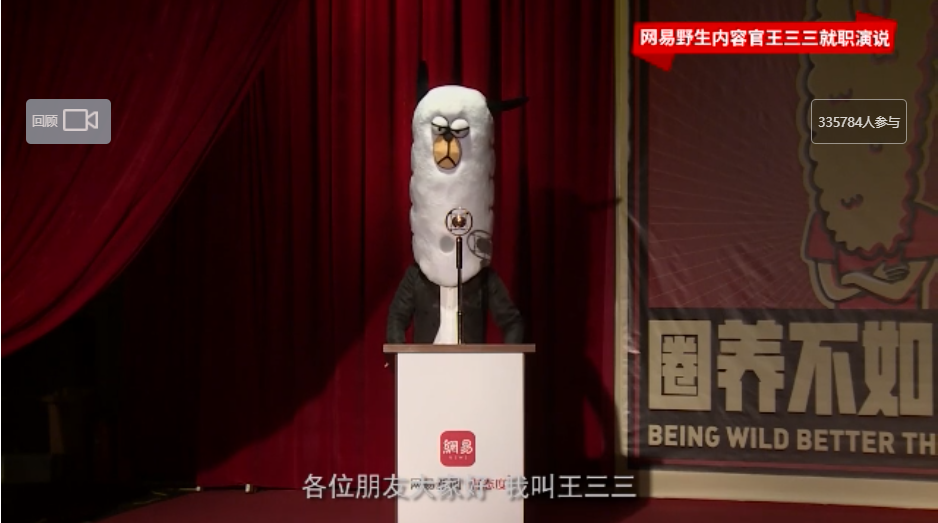 网易野生内容官王三三就职演说
回顾
335784人参与
圈养不如
BEING WILD BETTER TH
網易
NEWS
各位朋友大家好 我叫王三三